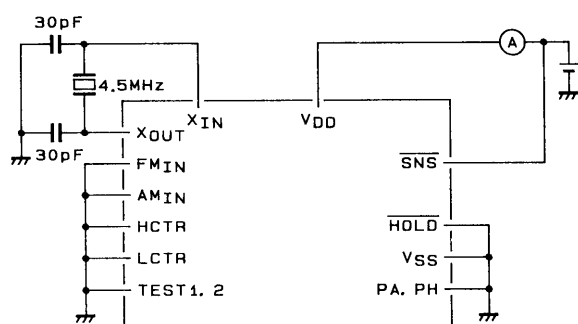 30pF
A
4.5MHz
XIN
VDD
XOUT
30pF
FMIN
SNS
AMIN
HCTR
HOLD
LCTR
VSS
TEST1. 2
PA. PH